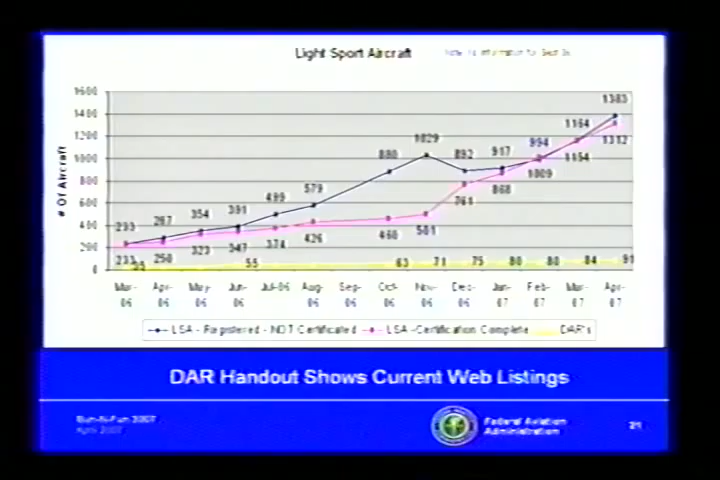 Light Sport Aircraft
1600
1400
1200
1000
800
600
400
200
0
# Of Aircraft
233 287 354 391 499 579 880 1029 892 917 994 1164 1383
233 250 323 347 374 426 460 501 761 868 1009 1154 1312
55 63 71 75 80 80 84 91
Mar-06 Apr-06 May-06 Jun-06 Jul-06 Aug-06 Sep-06 Oct-06 Nov-06 Dec-06 Jan-07 Feb-07 Mar-07 Apr-07
LSA - Registered - NOT Certificated LSA -Certification Complete DAR's
DAR Handout Shows Current Web Listings
Sun-N-Fun 2007
April 2007
Federal Aviation
Administration
21